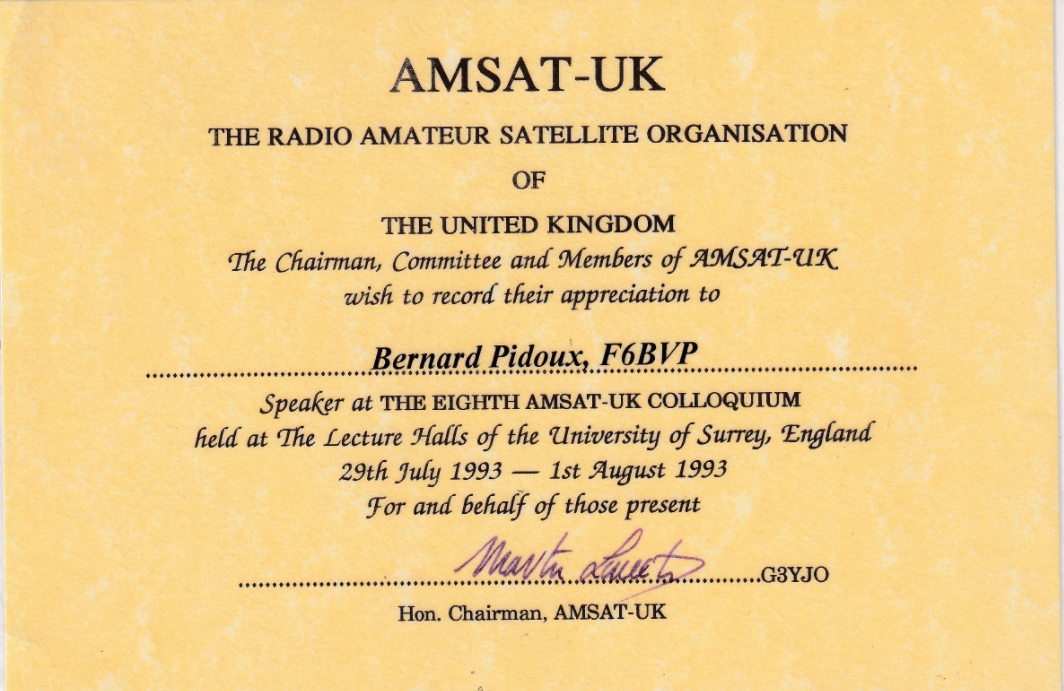 AMSAT-UK
THE RADIO AMATEUR SATELLITE ORGANISATION
OF
THE UNITED KINGDOM
The Chairman, Committee and Members of AMSAT-UK
wish to record their appreciation to
Bernard Pidoux, F6BVP
Speaker at THE EIGHTH AMSAT-UK COLLOQUIUM
held at The Lecture Halls of the University of Surrey, England
29th July 1993 — 1st August 1993
For and behalf of those present
Martin G3YJO
Hon. Chairman, AMSAT-UK